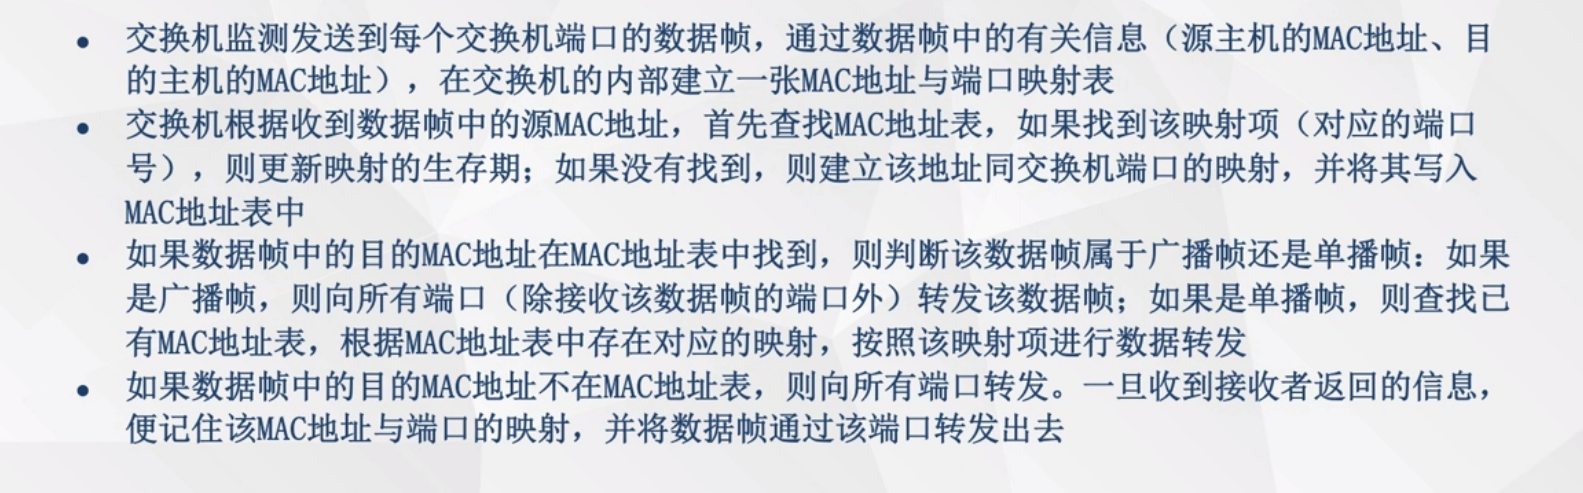 • 交换机监测发送到每个交换机端口的数据帧，通过数据帧中的有关信息（源主机的MAC地址、目
的主机的MAC地址），在交换机的内部建立一张MAC地址与端口映射表
• 交换机根据收到数据帧中的源MAC地址，首先查找MAC地址表，如果找到该映射项（对应的端口
号），则更新映射的生存期；如果没有找到，则建立该地址同交换机端口的映射，并将其写入
MAC地址表中
• 如果数据帧中的目的MAC地址在MAC地址表中找到，则判断该数据帧属于广播帧还是单播帧：如果
是广播帧，则向所有端口（除接收该数据帧的端口外）转发该数据帧；如果是单播帧，则查找已
有MAC地址表，根据MAC地址表中存在对应的映射，按照该映射项进行数据转发
• 如果数据帧中的目的MAC地址不在MAC地址表，则向所有端口转发。一旦收到接收者返回的信息，
便记住该MAC地址与端口的映射，并将数据帧通过该端口转发出去